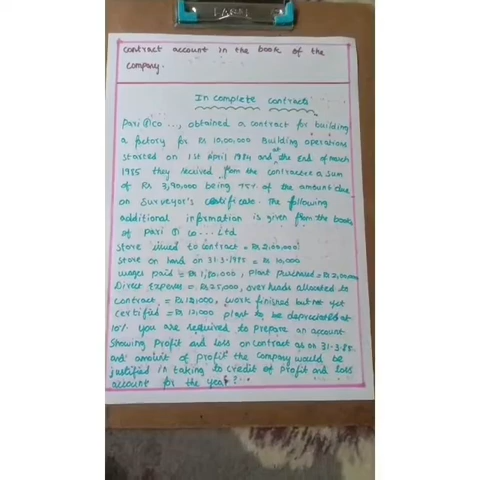 contract account in the book of the
company.
In complete contracts
Pari & Co ..., obtained a contract for building
a factory for Rs 10,00,000 Building operations
started on 1st April 1984 and at the end of march
1985 they received from the contractee a sum
of Rs 3,90,000 being 75% of the amount due
on Surveyor's Certificate. The following
additional information is given from the books
of Pari & Co ... Ltd
Store issued to contract = Rs 2,00,000
Store on hand on 31.3.1985 = Rs 10,000
wages paid = Rs 1,80,000, plant purchased = Rs 2,00,000
Direct Expense = Rs 25,000, over heads allocated to
contract, = Rs 000, work finished but not yet
certified = Rs 12,000 plant to be depreciated at
10% you are required to prepare an account
showing profit and loss on contract as on 31.3.85
and amount of profit the company would be
justified in taking to credit of profit and loss
account for the year?...